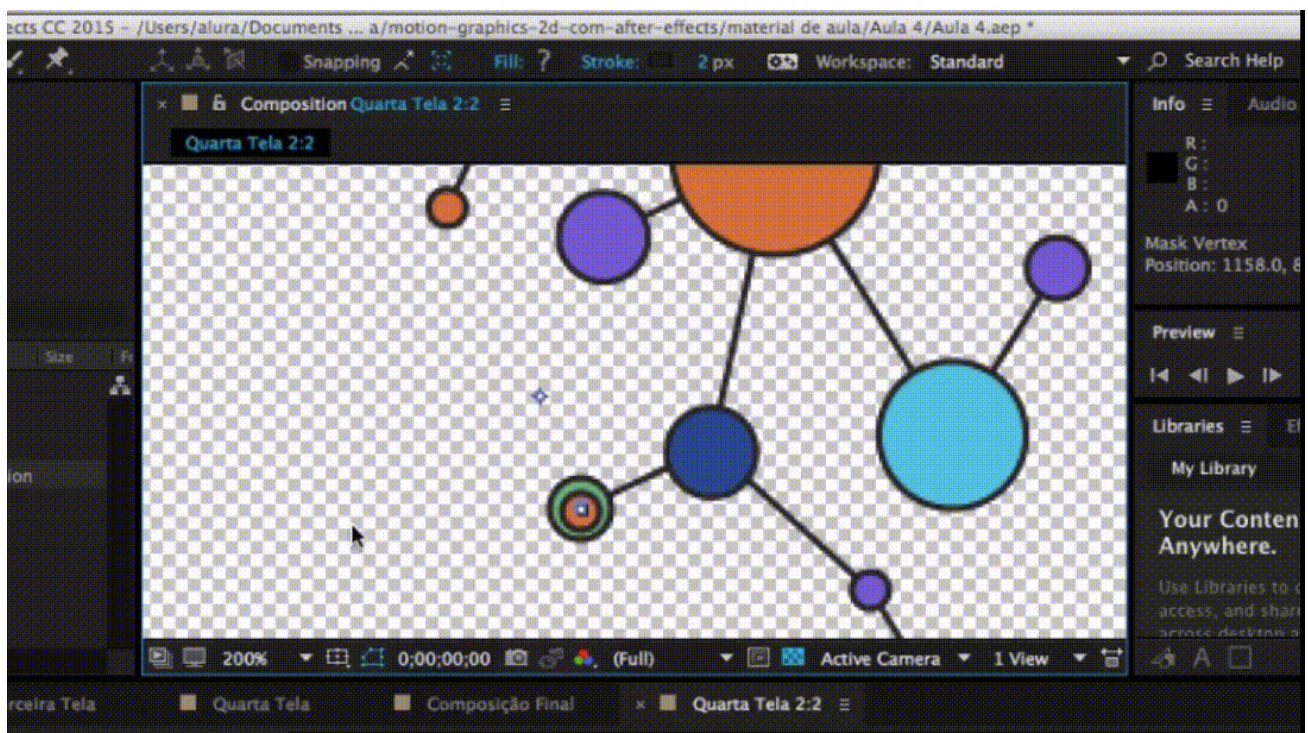 ects CC 2015 - /Users/alura/Documents ... a/motion-graphics-2d-com-after-effects/material de aula/Aula 4/Aula 4.aep *
Snapping Fill: ? Stroke: 2 px Workspace: Standard Search Help
Composition Quarta Tela 2:2
Quarta Tela 2:2
Info Audio
R :
G :
B :
A : 0
Mask Vertex
Position: 1158.0, 8
Preview
Size
Libraries
My Library
ion
Your Conten
Anywhere.
Use Libraries to
access, and shar
across desktop a
200% 0;00;00;00 (Full) Active Camera 1 View
rceira Tela Quarta Tela Composição Final Quarta Tela 2:2